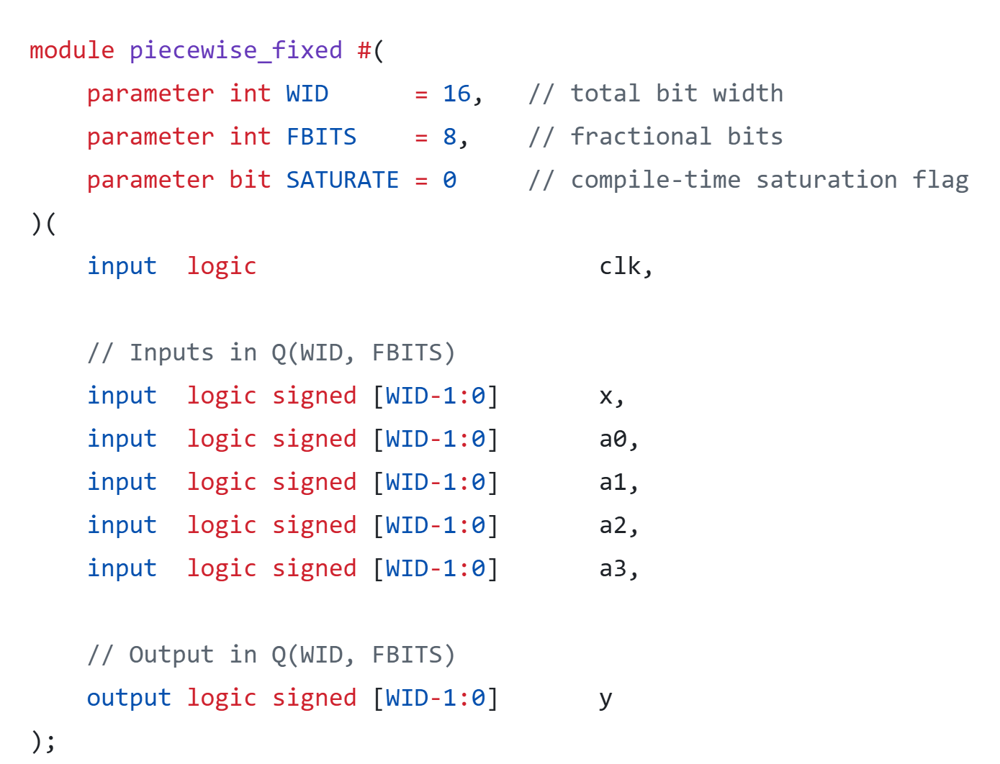 module piecewise_fixed #(
    parameter int WID      = 16,   // total bit width
    parameter int FBITS    = 8,    // fractional bits
    parameter bit SATURATE = 0     // compile-time saturation flag
)(
    input  logic                        clk,

    // Inputs in Q(WID, FBITS)
    input  logic signed [WID-1:0]       x,
    input  logic signed [WID-1:0]       a0,
    input  logic signed [WID-1:0]       a1,
    input  logic signed [WID-1:0]       a2,
    input  logic signed [WID-1:0]       a3,

    // Output in Q(WID, FBITS)
    output logic signed [WID-1:0]       y
);